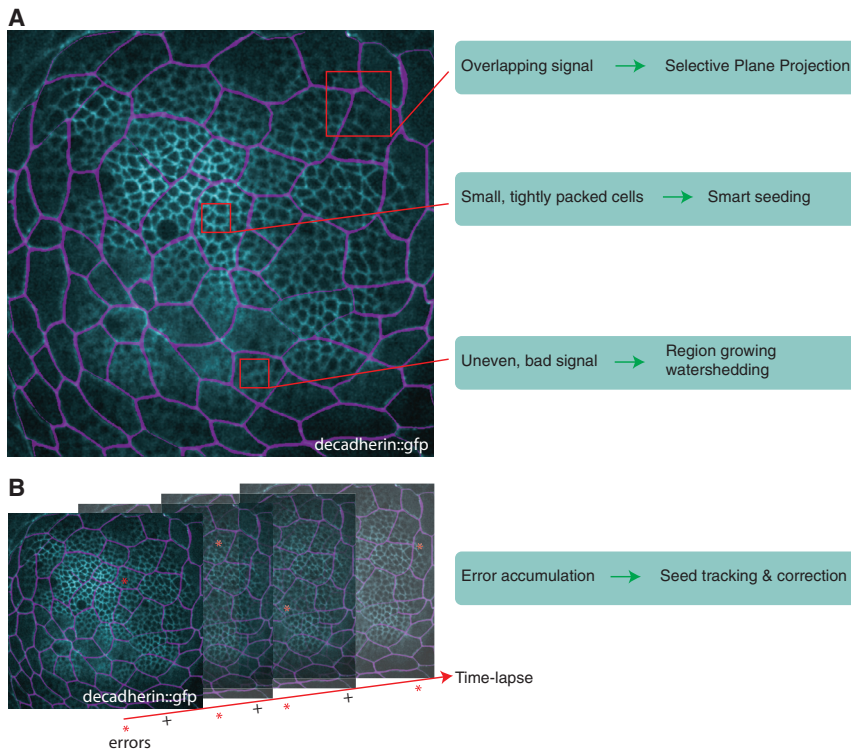 A
Overlapping signal → Selective Plane Projection
Small, tightly packed cells → Smart seeding
Uneven, bad signal → Region growing
watershedding
decadherin::gfp
B
Error accumulation → Seed tracking & correction
decadherin::gfp
Time-lapse
* + * + * + *
errors